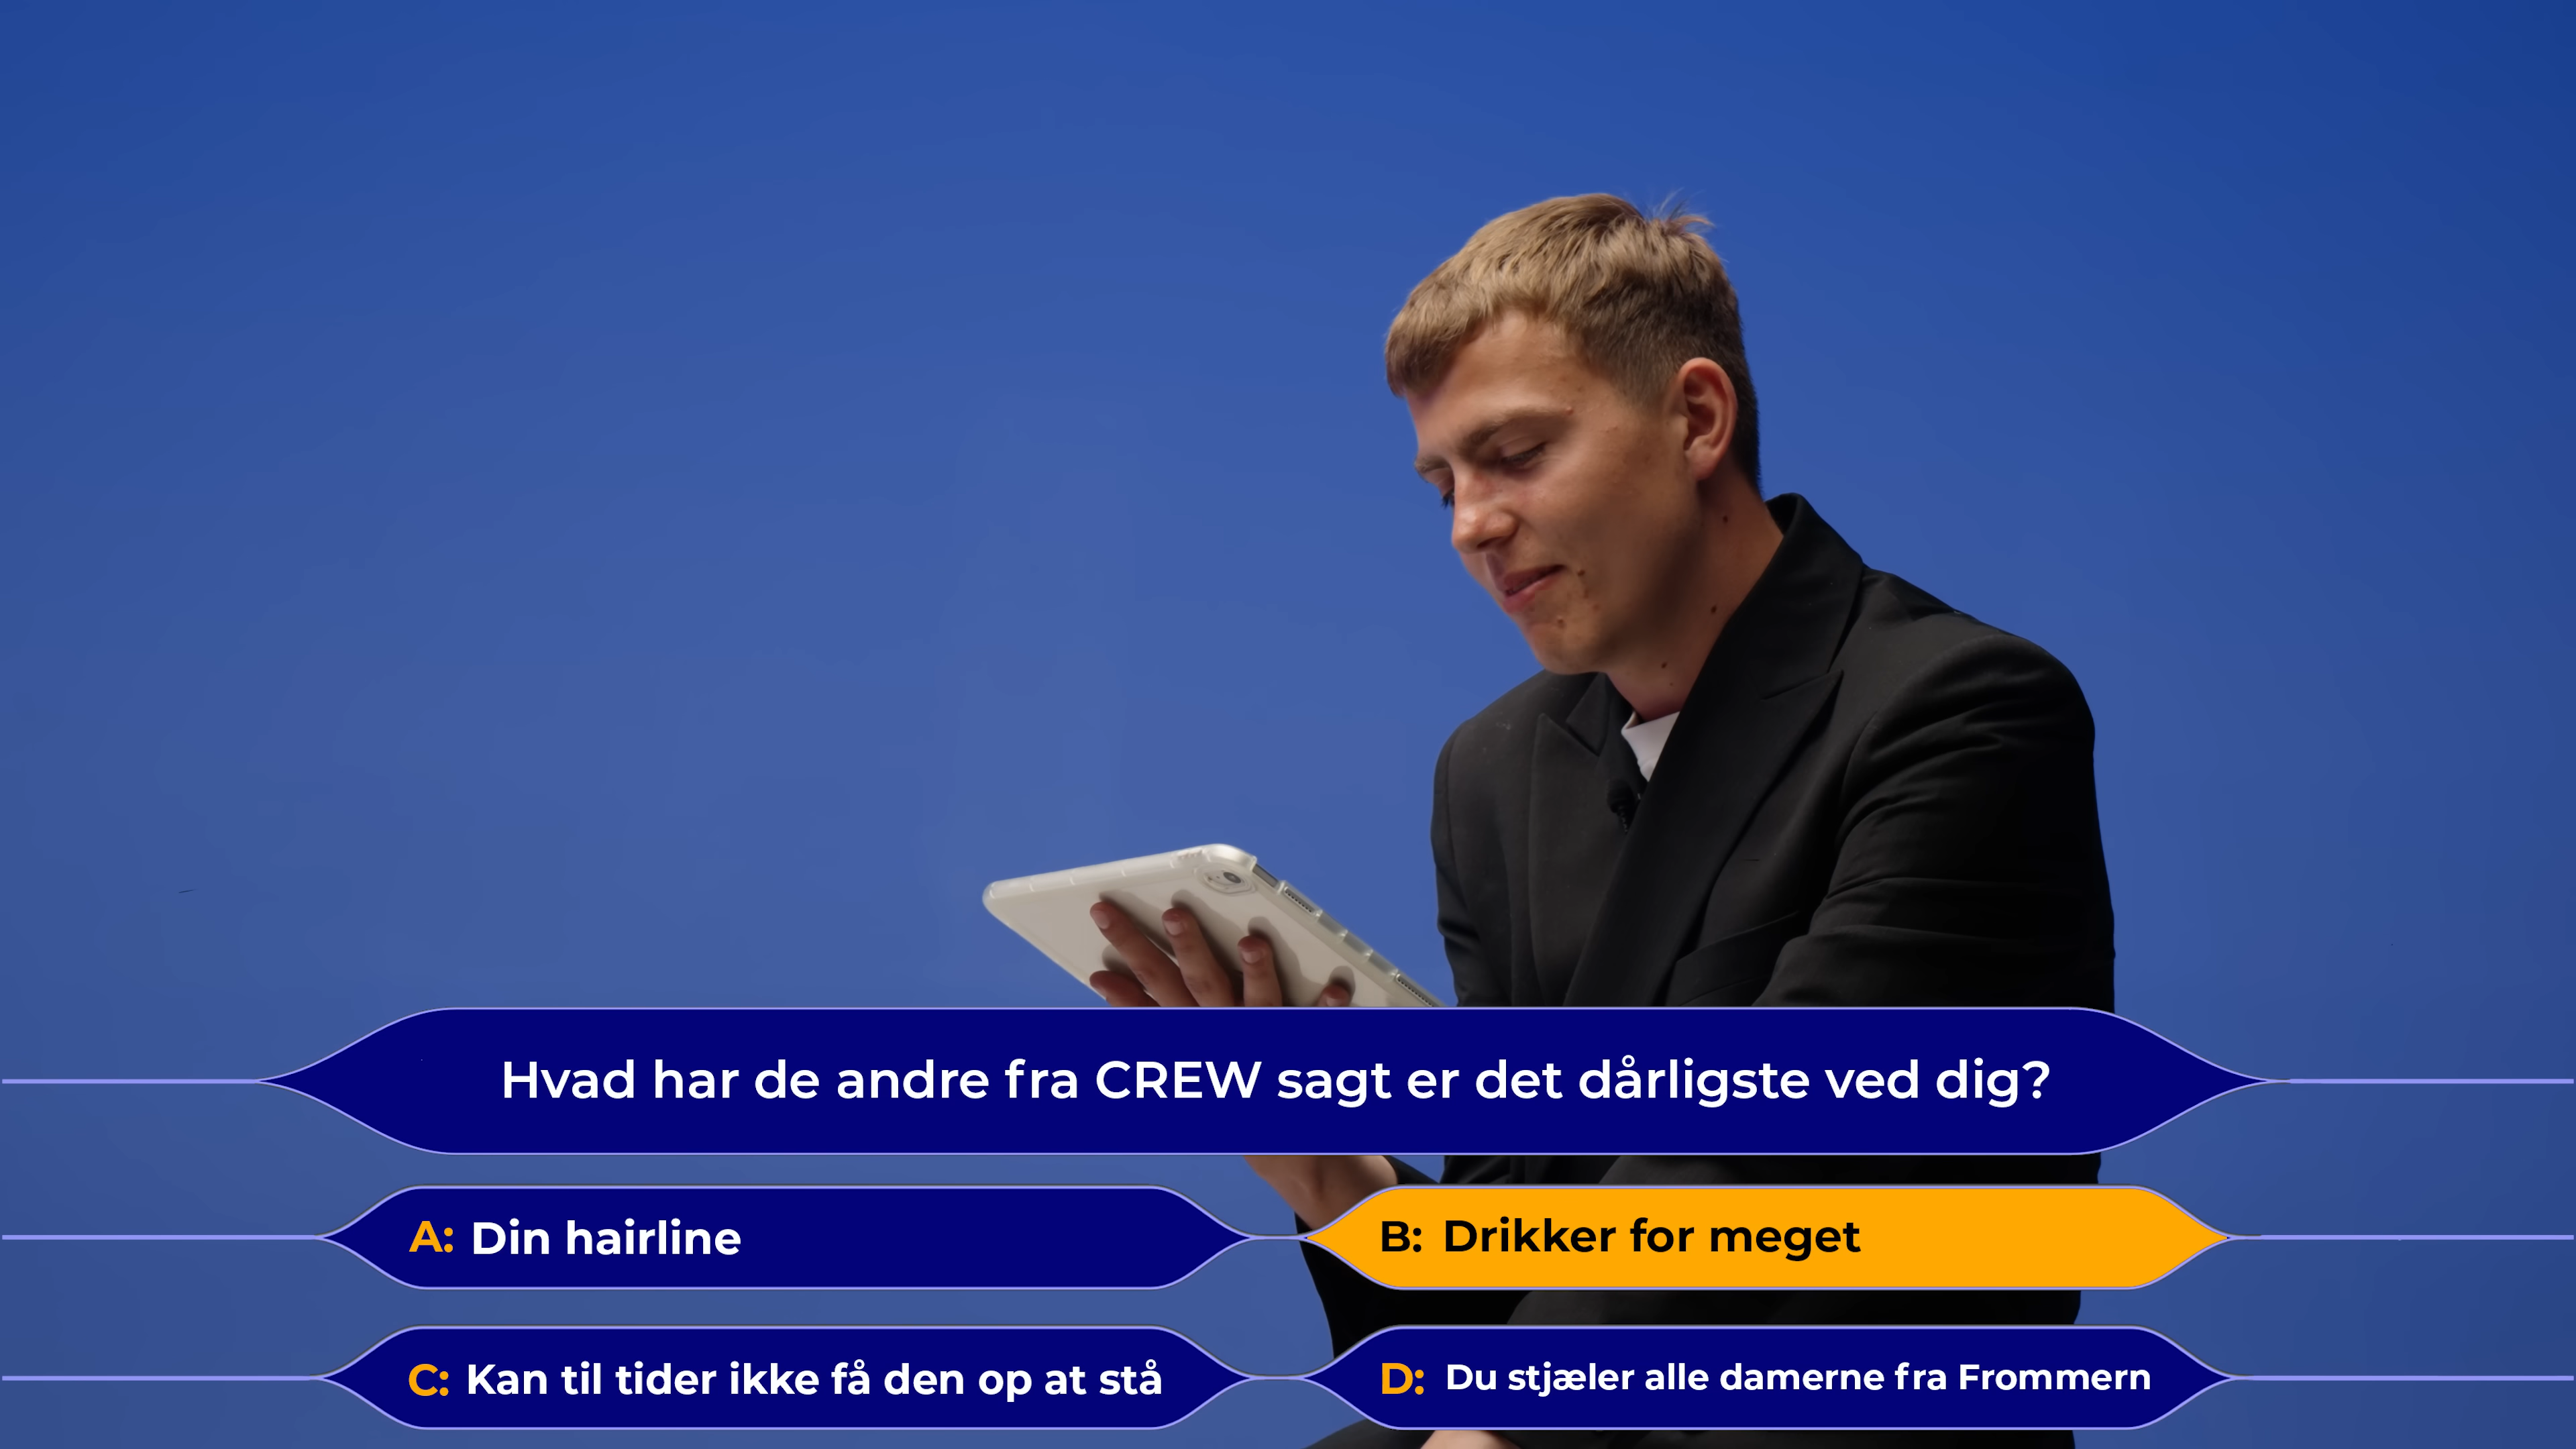 Hvad har de andre fra CREW sagt er det dårligste ved dig?
A: Din hairline
B: Drikker for meget
C: Kan til tider ikke få den op at stå
D: Du stjæler alle damerne fra Frommern